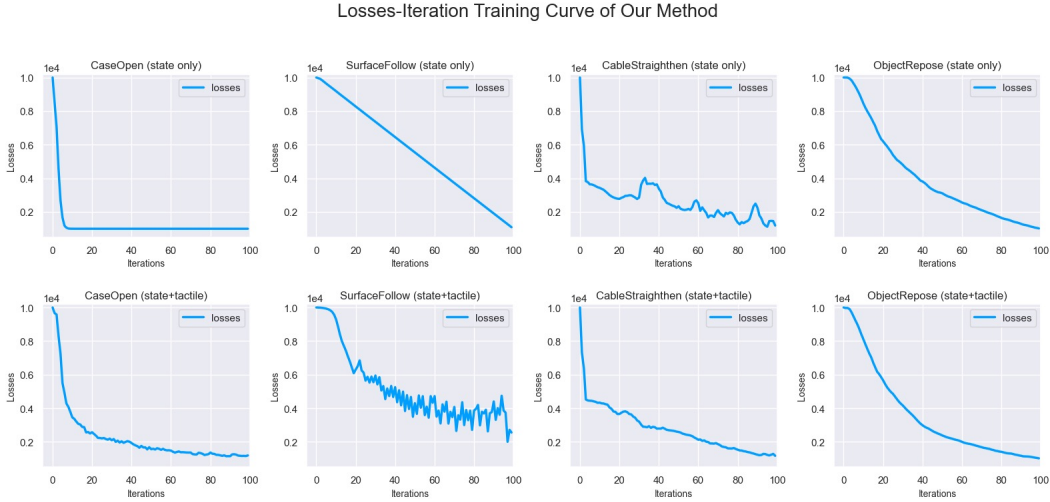 Losses-Iteration Training Curve of Our Method
CaseOpen (state only)
1e4
losses
1.0
0.8
0.6
0.4
0.2
Losses
0 20 40 60 80 100
Iterations
SurfaceFollow (state only)
1e4
losses
1.0
0.8
0.6
0.4
0.2
Losses
0 20 40 60 80 100
Iterations
CableStraighten (state only)
1e4
losses
1.0
0.8
0.6
0.4
0.2
Losses
0 20 40 60 80 100
Iterations
ObjectRepose (state only)
1e4
losses
1.0
0.8
0.6
0.4
0.2
Losses
0 20 40 60 80 100
Iterations
CaseOpen (state+tactile)
1e4
losses
1.0
0.8
0.6
0.4
0.2
Losses
0 20 40 60 80 100
Iterations
SurfaceFollow (state+tactile)
1e4
losses
1.0
0.8
0.6
0.4
0.2
Losses
0 20 40 60 80 100
Iterations
CableStraighten (state+tactile)
1e4
losses
1.0
0.8
0.6
0.4
0.2
Losses
0 20 40 60 80 100
Iterations
ObjectRepose (state+tactile)
1e4
losses
1.0
0.8
0.6
0.4
0.2
Losses
0 20 40 60 80 100
Iterations